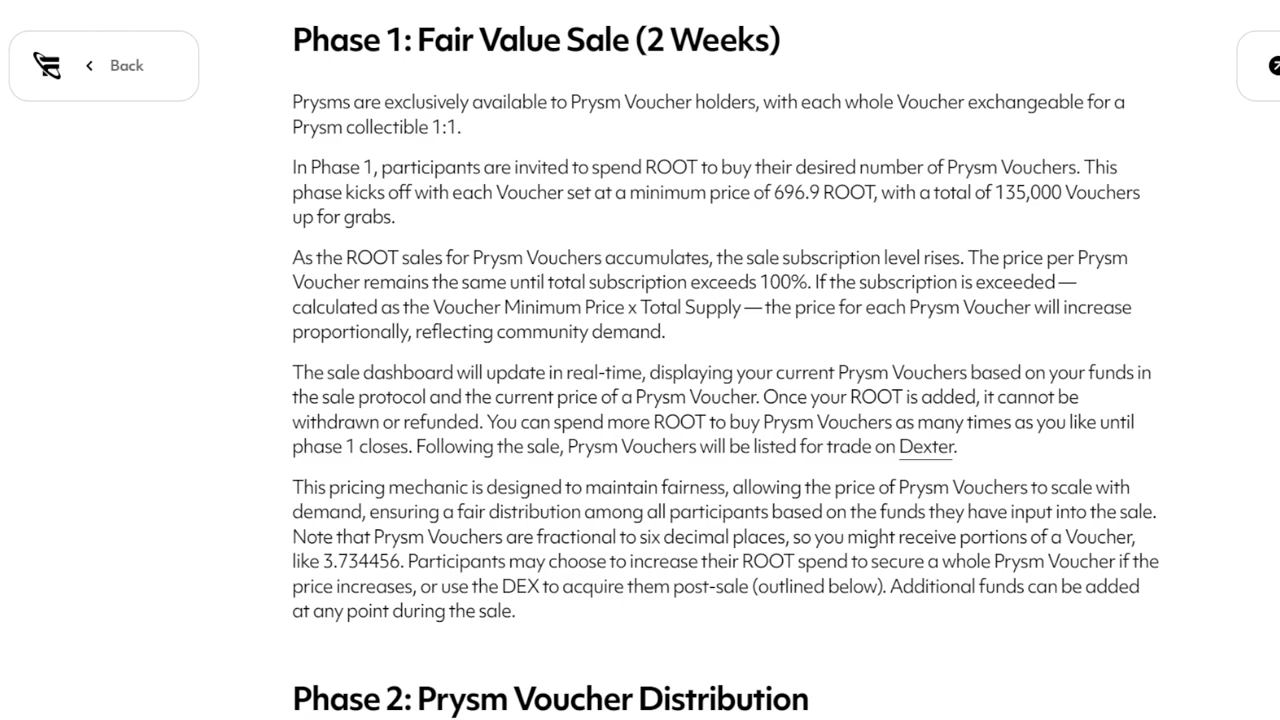 Phase 1: Fair Value Sale (2 Weeks)
Back
Prysms are exclusively available to Prysm Voucher holders, with each whole Voucher exchangeable for a
Prysm collectible 1:1.
In Phase 1, participants are invited to spend ROOT to buy their desired number of Prysm Vouchers. This
phase kicks off with each Voucher set at a minimum price of 696.9 ROOT, with a total of 135,000 Vouchers
up for grabs.
As the ROOT sales for Prysm Vouchers accumulates, the sale subscription level rises. The price per Prysm
Voucher remains the same until total subscription exceeds 100%. If the subscription is exceeded —
calculated as the Voucher Minimum Price x Total Supply — the price for each Prysm Voucher will increase
proportionally, reflecting community demand.
The sale dashboard will update in real-time, displaying your current Prysm Vouchers based on your funds in
the sale protocol and the current price of a Prysm Voucher. Once your ROOT is added, it cannot be
withdrawn or refunded. You can spend more ROOT to buy Prysm Vouchers as many times as you like until
phase 1 closes. Following the sale, Prysm Vouchers will be listed for trade on Dexter.
This pricing mechanic is designed to maintain fairness, allowing the price of Prysm Vouchers to scale with
demand, ensuring a fair distribution among all participants based on the funds they have input into the sale.
Note that Prysm Vouchers are fractional to six decimal places, so you might receive portions of a Voucher,
like 3.734456. Participants may choose to increase their ROOT spend to secure a whole Prysm Voucher if the
price increases, or use the DEX to acquire them post-sale (outlined below). Additional funds can be added
at any point during the sale.
Phase 2: Prysm Voucher Distribution